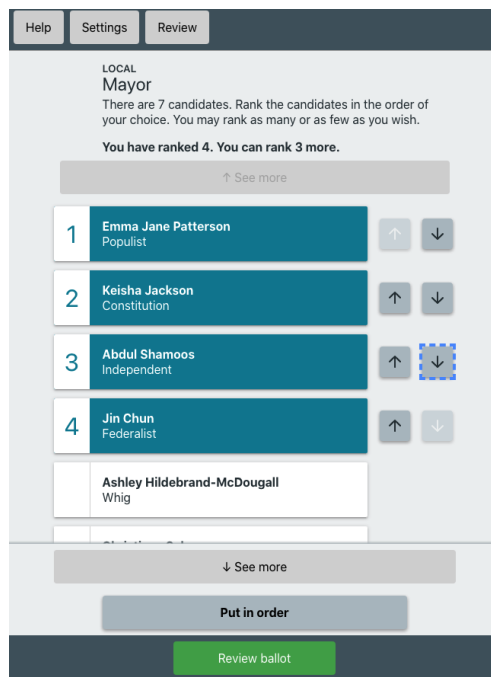 Help Settings Review
LOCAL
Mayor
There are 7 candidates. Rank the candidates in the order of
your choice. You may rank as many or as few as you wish.
You have ranked 4. You can rank 3 more.
↑ See more
1 Emma Jane Patterson
Populist
2 Keisha Jackson
Constitution
3 Abdul Shamoos
Independent
4 Jin Chun
Federalist
Ashley Hildebrand-McDougall
Whig
↓ See more
Put in order
Review ballot